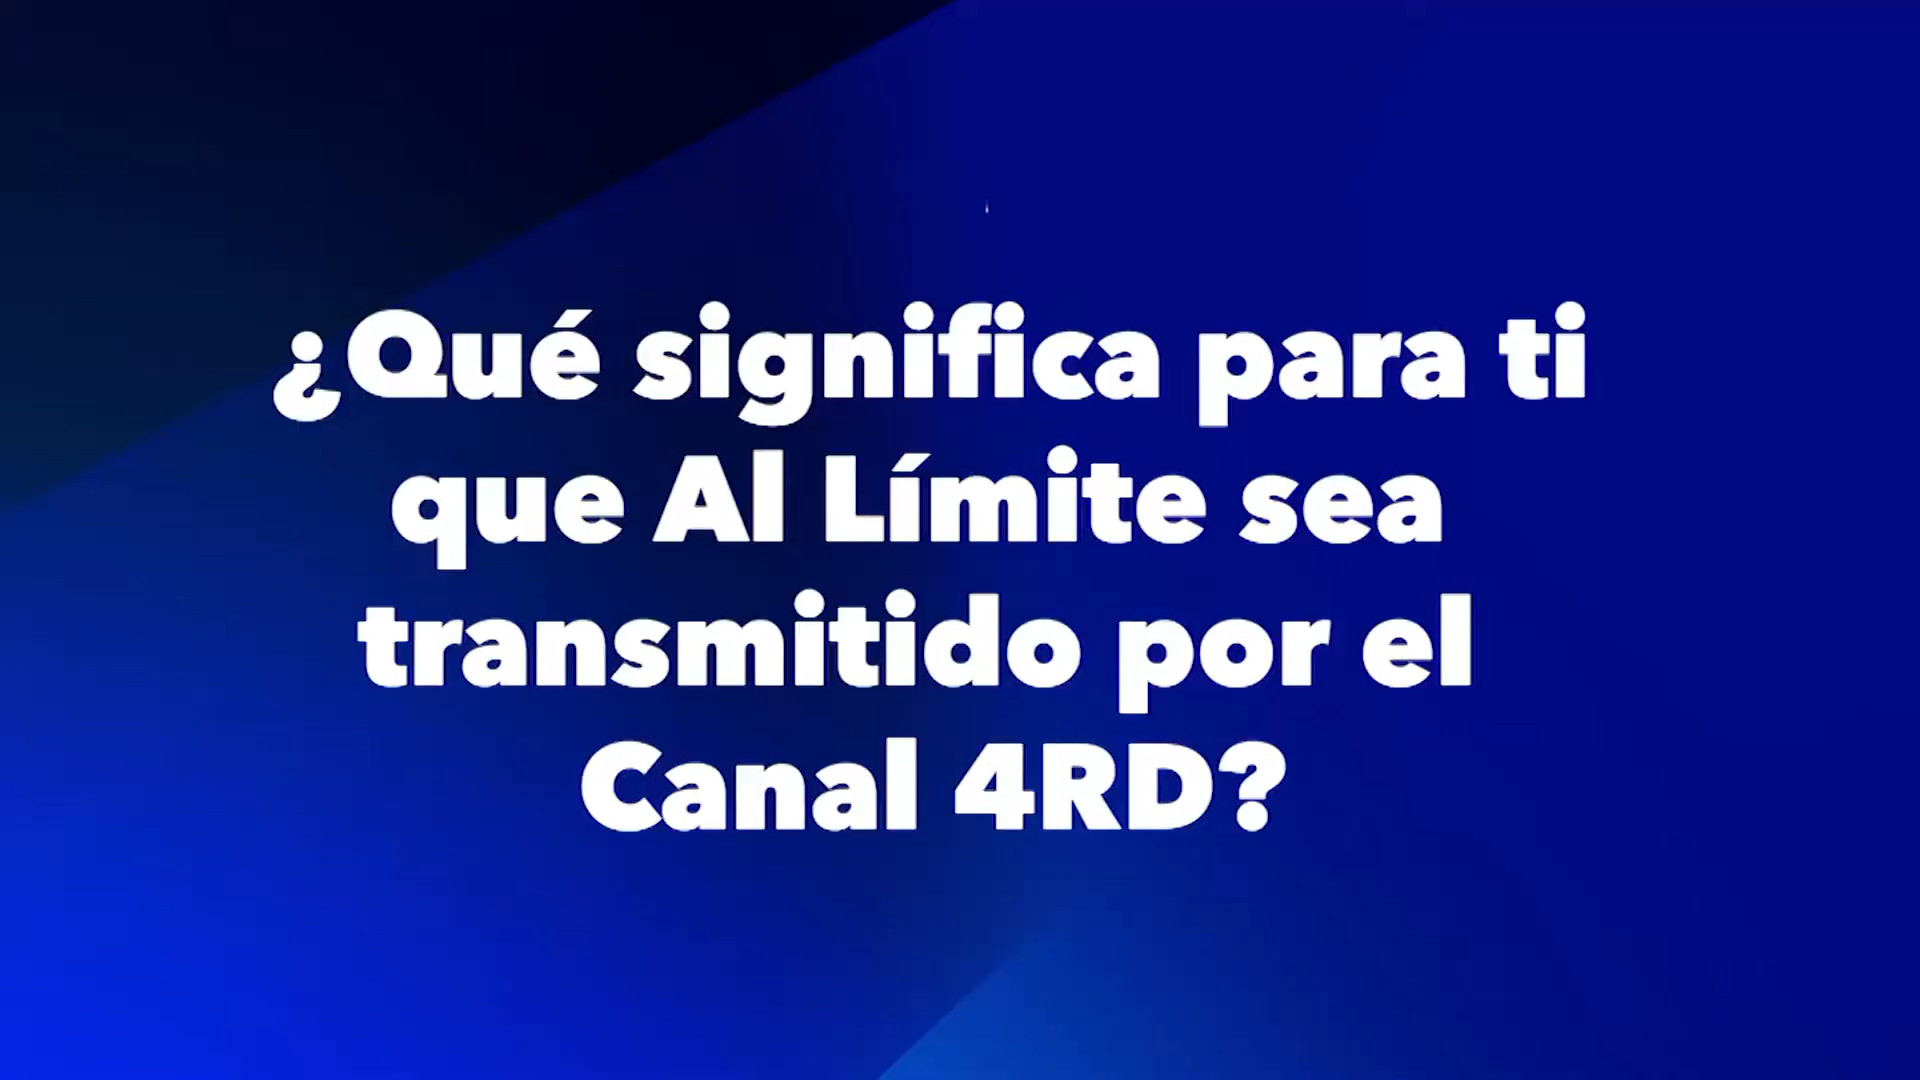 ¿Qué significa para ti
que Al Límite sea
transmitido por el
Canal 4RD?